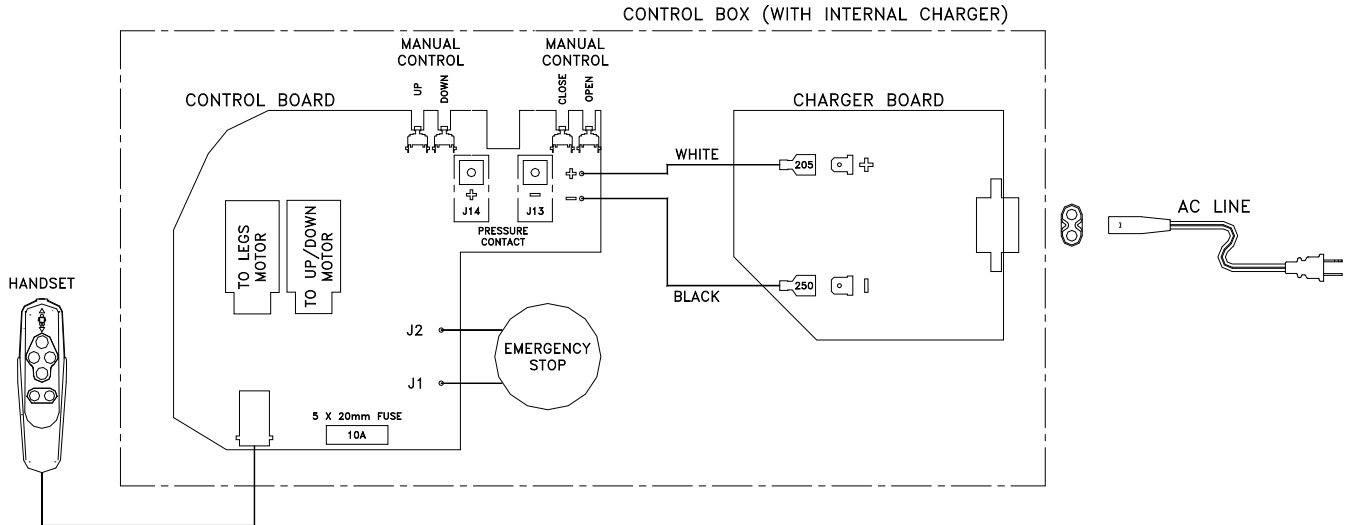 CONTROL BOX (WITH INTERNAL CHARGER)
MANUAL
CONTROL
MANUAL
CONTROL
UP
DOWN
CLOSE
OPEN
CONTROL BOARD
CHARGER BOARD
WHITE
205
+
+
+
-
-
J14
J13
PRESSURE
CONTACT
AC LINE
TO LEGS
MOTOR
TO UP/DOWN
MOTOR
HANDSET
BLACK
250
-
J2
EMERGENCY
STOP
J1
5 X 20mm FUSE
10A
1